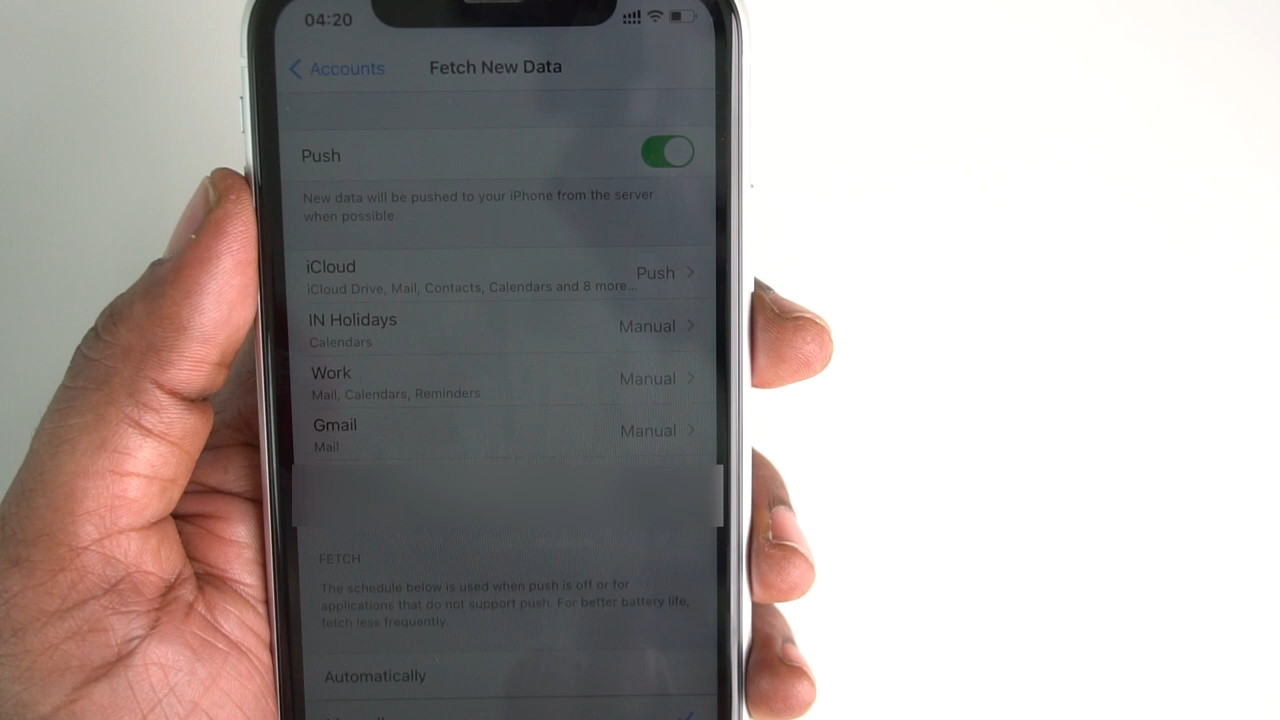 04:20
Accounts
Fetch New Data
Push
New data will be pushed to your iPhone from the server
when possible.
iCloud
Push
iCloud Drive, Mail, Contacts, Calendars and 8 more...
IN Holidays
Manual
Calendars
Work
Manual
Mail, Calendars, Reminders
Gmail
Manual
Mail
FETCH
The schedule below is used when push is off or for
applications that do not support push. For better battery life,
fetch less frequently.
Automatically